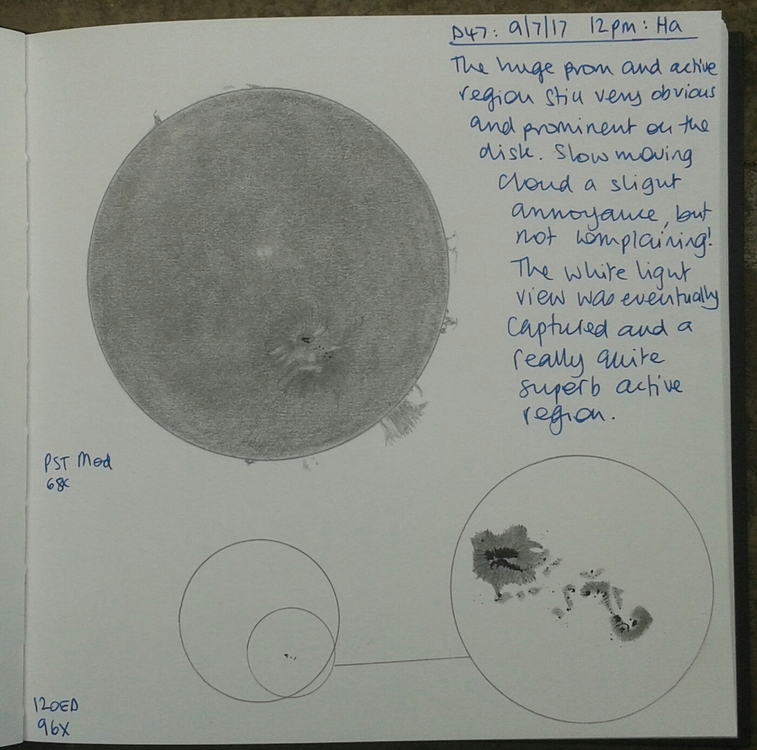 D47: 9/7/17 12pm: Ha
The huge prom and active
region still very obvious
and prominent on the
disk. Slow moving
cloud a slight
annoyance, but
not complaining!
The white light
view was eventually
captured and a
really quite
superb active
region.
PST Mod
68x
120ED
96x